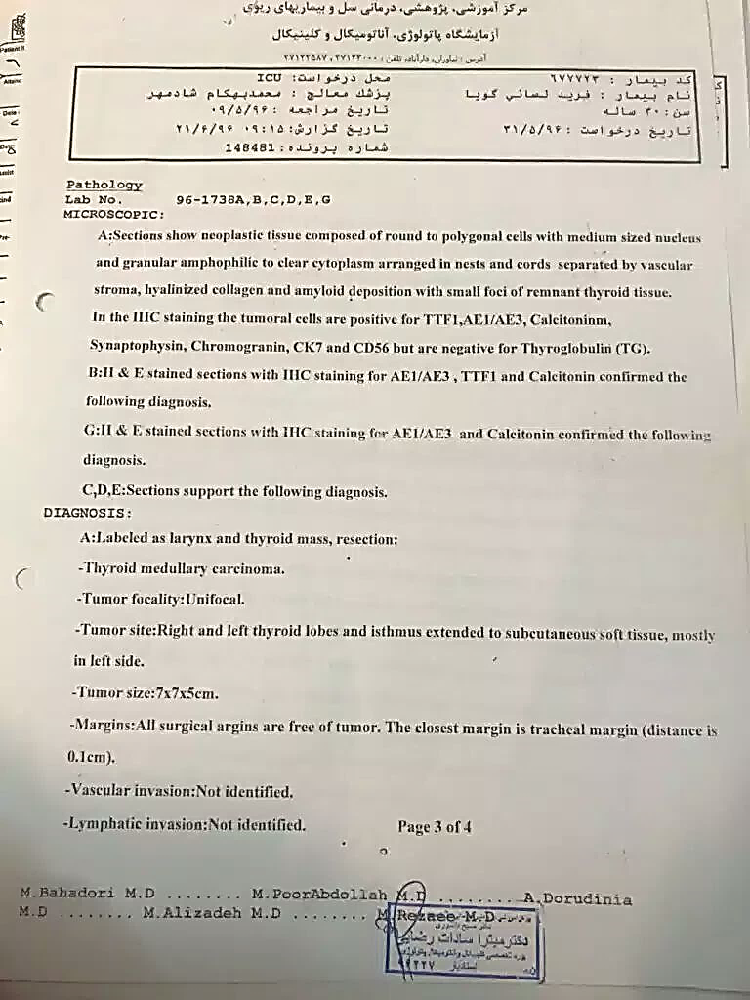 مرکز آموزشی، پژوهشی، درمانی سل و بیماریهای ریوی
آزمایشگاه پاتولوژی، آناتومیکال و کلینیکال
آدرس : نیاوران، دارآباد، تلفن : ۲۷۱۲۳۰۰۰ ، ۲۷۱۲۲۵۸۷
کد بیمار : ۶۷۷۷۲۳ محل درخواست: ICU
نام بیمار : فرید لسائی گویا پزشك معالج : محمدبهکام شادمهر
سن: ۳۰ ساله تاریخ مراجعه : ۰۹/۵/۹۶
تاریخ درخواست : ۳۱/۵/۹۶ تاریخ گزارش: ۰۹:۱۵ ۲۱/۶/۹۶
شماره پرونده: 148481
Pathology
Lab No. 96-1738A,B,C,D,E,G
MICROSCOPIC:
A:Sections show neoplastic tissue composed of round to polygonal cells with medium sized nucleus
and granular amphophilic to clear cytoplasm arranged in nests and cords separated by vascular
stroma, hyalinized collagen and amyloid deposition with small foci of remnant thyroid tissue.
In the IHC staining the tumoral cells are positive for TTF1,AE1/AE3, Calcitoninm,
Synaptophysin, Chromogranin, CK7 and CD56 but are negative for Thyroglobulin (TG).
B:H & E stained sections with IHC staining for AE1/AE3 , TTF1 and Calcitonin confirmed the
following diagnosis.
G:H & E stained sections with IHC staining for AE1/AE3 and Calcitonin confirmed the following
diagnosis.
C,D,E:Sections support the following diagnosis.
DIAGNOSIS:
A:Labeled as larynx and thyroid mass, resection:
-Thyroid medullary carcinoma.
-Tumor focality:Unifocal.
-Tumor site:Right and left thyroid lobes and isthmus extended to subcutaneous soft tissue, mostly
in left side.
-Tumor size:7x7x5cm.
-Margins:All surgical argins are free of tumor. The closest margin is tracheal margin (distance is
0.1cm).
-Vascular invasion:Not identified.
-Lymphatic invasion:Not identified. Page 3 of 4
M.Bahadori M.D ........ M.PoorAbdollah M.D ......... A.Dorudinia
M.D ........ M.Alizadeh M.D ........ M.Rezaee M.D
دکتر میترا سادات رضایی
استادیار